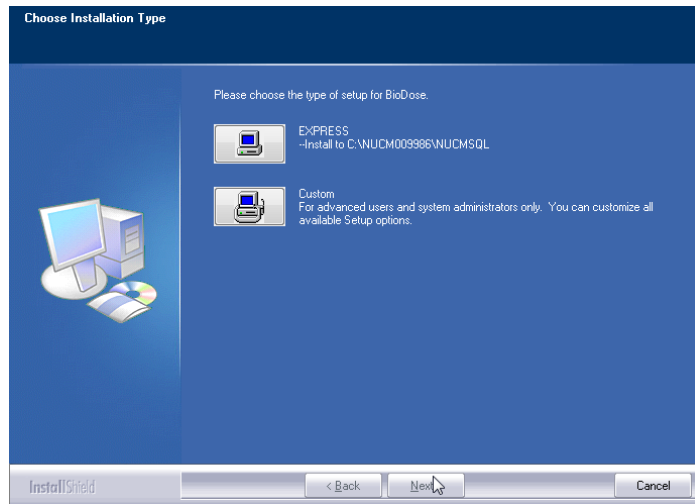 Choose Installation Type
Please choose the type of setup for BioDose.
EXPRESS
--Install to C:\NUCM009986\NUCMSQL
Custom
For advanced users and system administrators only. You can customize all
available Setup options.
InstallShield
< Back
Next >
Cancel